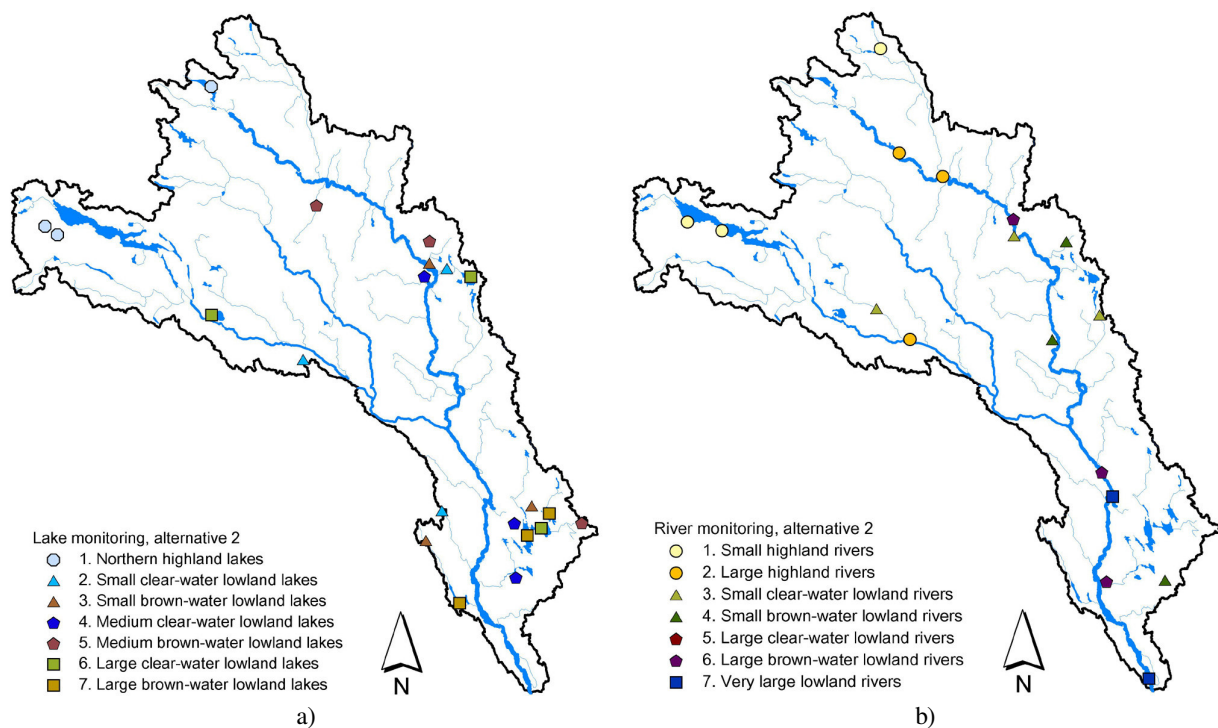 Lake monitoring, alternative 2
1. Northern highland lakes
2. Small clear-water lowland lakes
3. Small brown-water lowland lakes
4. Medium clear-water lowland lakes
5. Medium brown-water lowland lakes
6. Large clear-water lowland lakes
7. Large brown-water lowland lakes
N
a)
River monitoring, alternative 2
1. Small highland rivers
2. Large highland rivers
3. Small clear-water lowland rivers
4. Small brown-water lowland rivers
5. Large clear-water lowland rivers
6. Large brown-water lowland rivers
7. Very large lowland rivers
N
b)